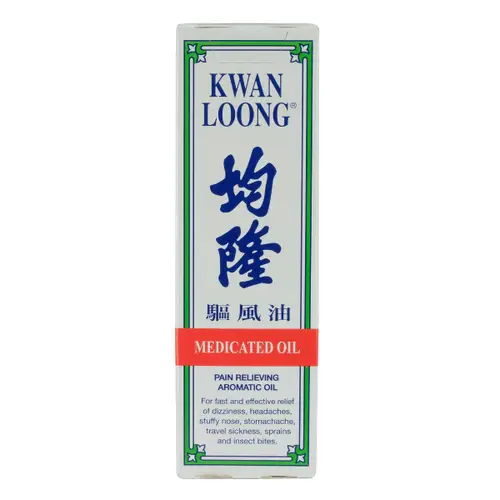 KWAN
LOONG®
均
隆
驅風油
MEDICATED OIL
PAIN RELIEVING
AROMATIC OIL
For fast and effective relief
of dizziness, headaches,
stuffy nose, stomachache,
travel sickness, sprains
and insect bites.